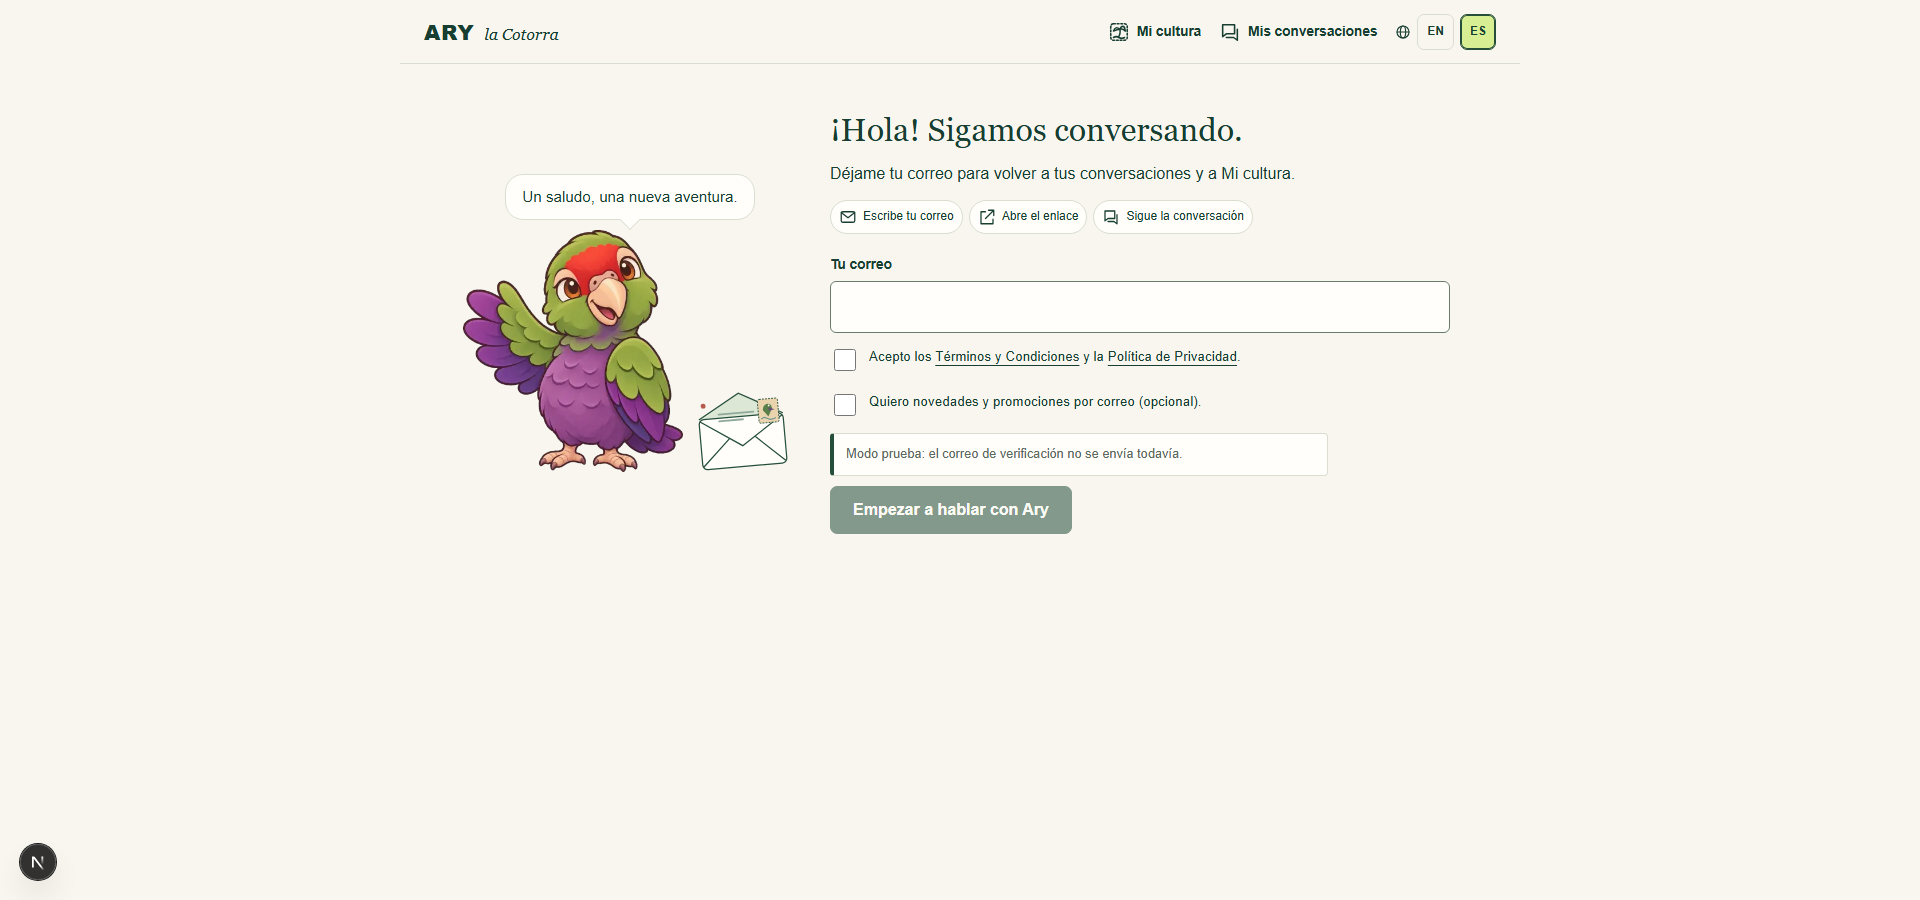 ARY la Cotorra
Mi cultura
Mis conversaciones
EN
ES
¡Hola! Sigamos conversando.
Déjame tu correo para volver a tus conversaciones y a Mi cultura.
Un saludo, una nueva aventura.
Escribe tu correo
Abre el enlace
Sigue la conversación
Tu correo
Acepto los Términos y Condiciones y la Política de Privacidad.
Quiero novedades y promociones por correo (opcional).
Modo prueba: el correo de verificación no se envía todavía.
Empezar a hablar con Ary
N